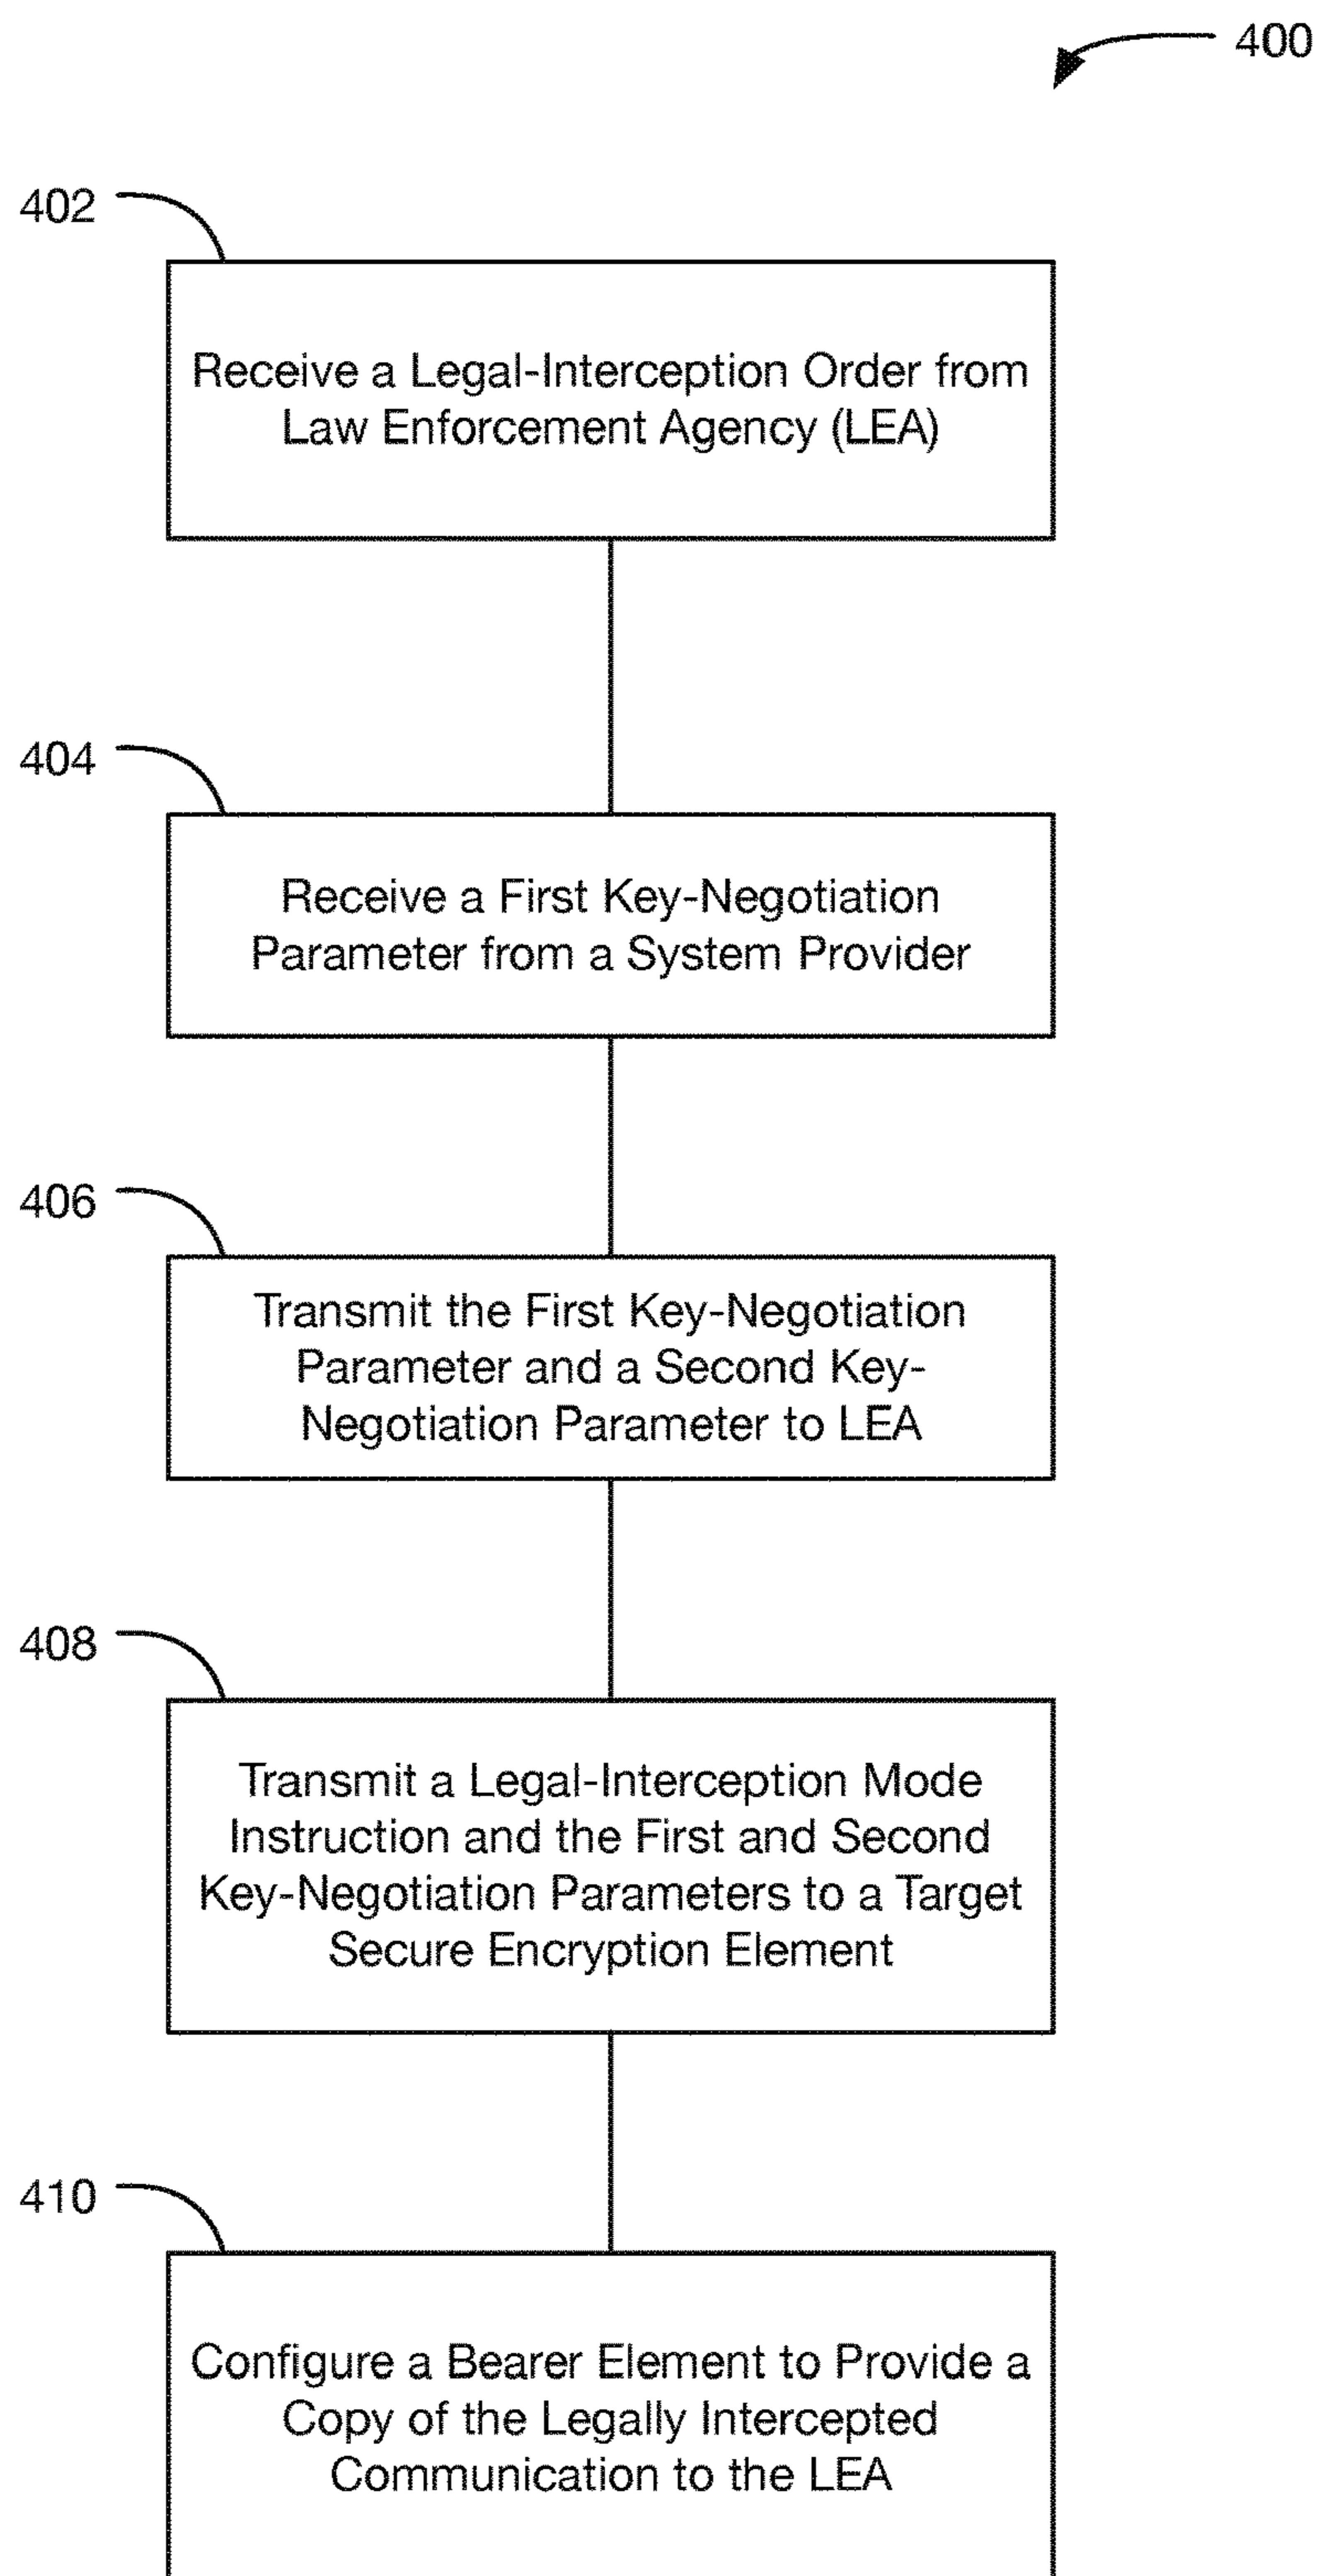 400
402
Receive a Legal-Interception Order from
Law Enforcement Agency (LEA)
404
Receive a First Key-Negotiation
Parameter from a System Provider
406
Transmit the First Key-Negotiation
Parameter and a Second Key-
Negotiation Parameter to LEA
408
Transmit a Legal-Interception Mode
Instruction and the First and Second
Key-Negotiation Parameters to a Target
Secure Encryption Element
410
Configure a Bearer Element to Provide a
Copy of the Legally Intercepted
Communication to the LEA